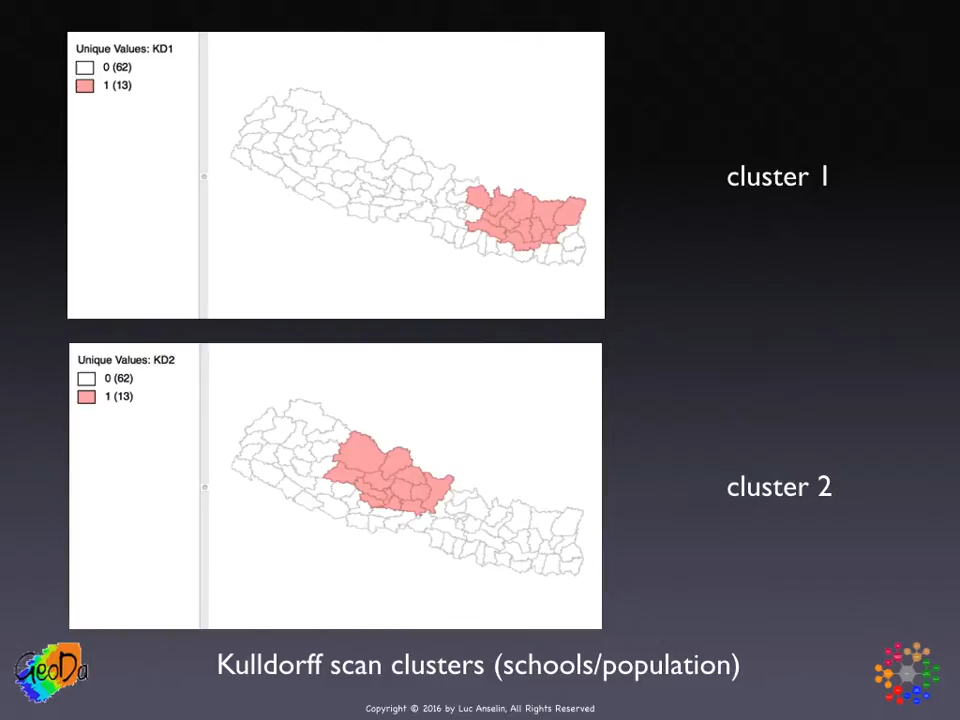 Unique Values: KD1
0 (62)
1 (13)
cluster 1
Unique Values: KD2
0 (62)
1 (13)
cluster 2
GeoDa
Kulldorff scan clusters (schools/population)
Copyright © 2016 by Luc Anselin, All Rights Reserved